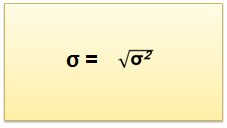 σ = √σ²